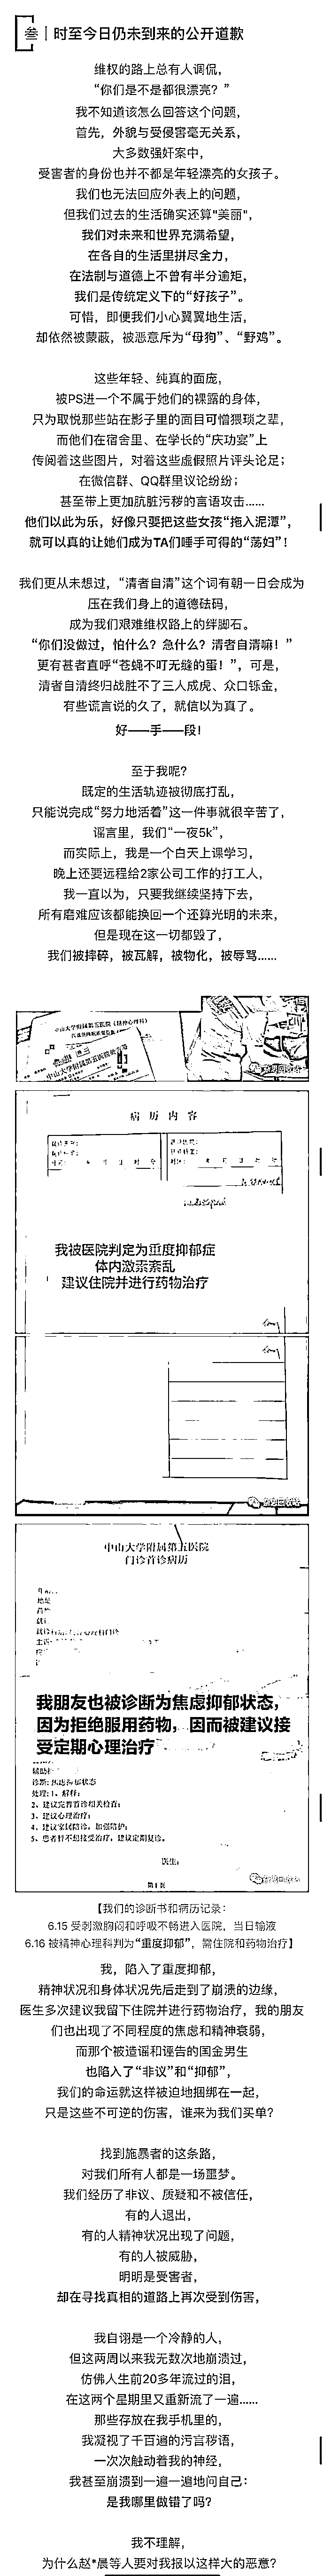 叁 时至今日仍未到来的公开道歉
维权的路上总有人调侃，
“你们是不是都很漂亮？”
我不知道该怎么回答这个问题，
首先，外貌与受侵害毫无关系，
大多数强奸案中，
受害者的身份也并不都是年轻漂亮的女孩子。
我们也无法回应外表上的问题，
但我们过去的生活确实还算"美丽"，
我们对未来和世界充满希望，
在各自的生活里拼尽全力，
在法制与道德上不曾有半分逾矩，
我们是传统定义下的“好孩子”。
可惜，即便我们小心翼翼地生活，
却依然被蒙蔽，被恶意斥为“母狗”、“野鸡”。
这些年轻、纯真的面庞，
被PS进一个不属于她们的裸露的身体，
只为取悦那些站在影子里的面目可憎猥琐之辈，
而他们在宿舍里、在学长的“庆功宴”上
传阅着这些图片，对着这些虚假照片评头论足；
在微信群、QQ群里议论纷纷；
甚至带上更加肮脏污秽的言语攻击……
他们以此为乐，好像只要把这些女孩“拖入泥潭”，
就可以真的让她们成为TA们唾手可得的“荡妇”！
我们更从未想过，“清者自清”这个词有朝一日会成为
压在我们身上的道德砝码，
成为我们艰难维权路上的绊脚石。
“你们没做过，怕什么？急什么？清者自清嘛！”
更有甚者直呼“苍蝇不叮无缝的蛋！”，可是，
清者自清终归战胜不了三人成虎、众口铄金，
有些谎言说的久了，就信以为真了。
好——手——段！
至于我呢？
既定的生活轨迹被彻底打乱，
只能说完成“努力地活着”这一件事就很辛苦了，
谣言里，我们“一夜5k”，
而实际上，我是一个白天上课学习，
晚上还要远程给2家公司工作的打工人，
我一直以为，只要我继续坚持下去，
所有磨难应该都能换回一个还算光明的未来，
但是现在这一切都毁了，
我们被摔碎，被瓦解，被物化，被辱骂……
中山大学附属第五医院
病 历 内 容
我被医院判定为重度抑郁症
体内激素紊乱
建议住院并进行药物治疗
中山大学附属第五医院
门诊首诊病历
我朋友也被诊断为焦虑抑郁状态，
因为拒绝服用药物，因而被建议接
受定期心理治疗
诊断：焦虑抑郁状态
处理：1、解释；
2、建议完善首诊相关检查；
3、建议心理治疗；
4、建议家属陪诊，加强陪护；
5、患者暂不想接受治疗，建议定期复诊。
医生：
第1页
【我们的诊断书和病历记录：
6.15 受刺激胸闷和呼吸不畅进入医院，当日输液
6.16 被精神心理科判为“重度抑郁”，需住院和药物治疗】
我，陷入了重度抑郁，
精神状况和身体状况先后走到了崩溃的边缘，
医生多次建议我留下住院并进行药物治疗，我的朋友
们也出现了不同程度的焦虑和精神衰弱，
而那个被造谣和诬告的国金男生
也陷入了“非议”和“抑郁”，
我们的命运就这样被迫地捆绑在一起，
只是这些不可逆的伤害，谁来为我们买单？
找到施暴者的这条路，
对我们所有人都是一场噩梦。
我们经历了非议、质疑和不被信任，
有的人退出，
有的人精神状况出现了问题，
有的人被威胁，
明明是受害者，
却在寻找真相的道路上再次受到伤害，
我自诩是一个冷静的人，
但这两周以来我无数次地崩溃过，
仿佛人生前20多年流过的泪，
在这两个星期里又重新流了一遍……
那些存放在我手机里的，
我凝视了千百遍的污言秽语，
一次次触动着我的神经，
我甚至崩溃到一遍一遍地问自己：
是我哪里做错了吗？
我不理解，
为什么赵*晨等人要对我报以这样大的恶意？